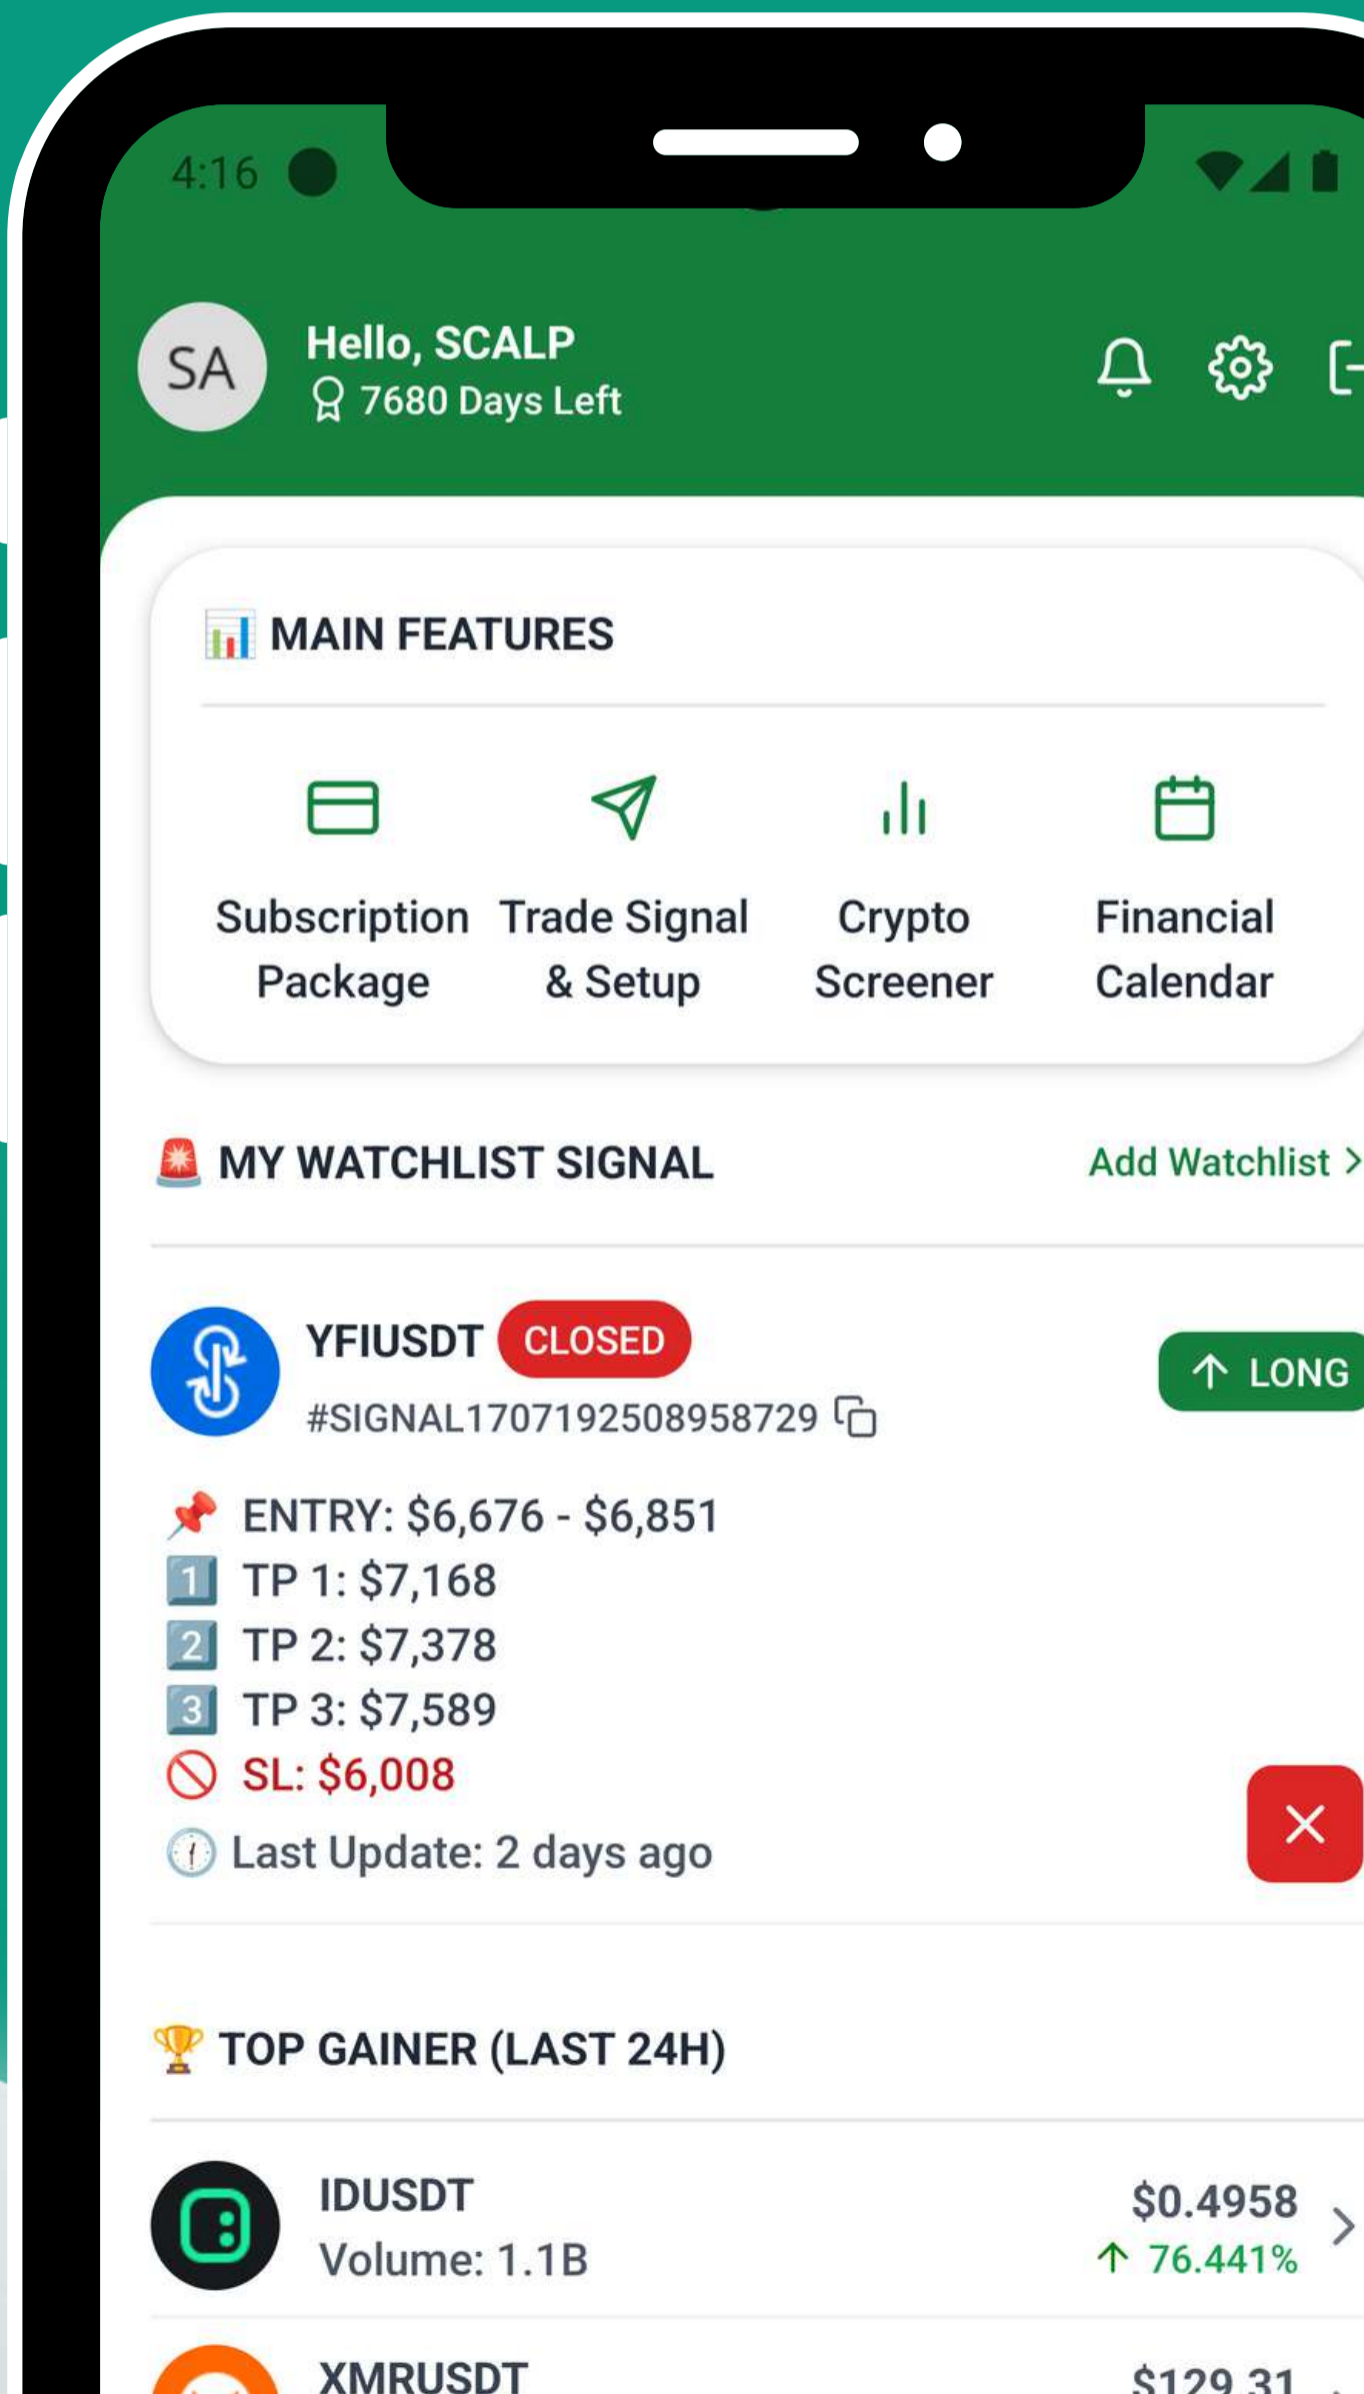 4:16
SA
Hello, SCALP
7680 Days Left
📊 MAIN FEATURES
Subscription Package
Trade Signal & Setup
Crypto Screener
Financial Calendar
🚨 MY WATCHLIST SIGNAL
Add Watchlist >
YFIUSDT CLOSED
↑ LONG
#SIGNAL1707192508958729
📌 ENTRY: $6,676 - $6,851
1️⃣ TP 1: $7,168
2️⃣ TP 2: $7,378
3️⃣ TP 3: $7,589
🚫 SL: $6,008
🕐 Last Update: 2 days ago
🏆 TOP GAINER (LAST 24H)
IDUSDT
$0.4958
Volume: 1.1B
↑ 76.441%
XMRUSDT
$129.31